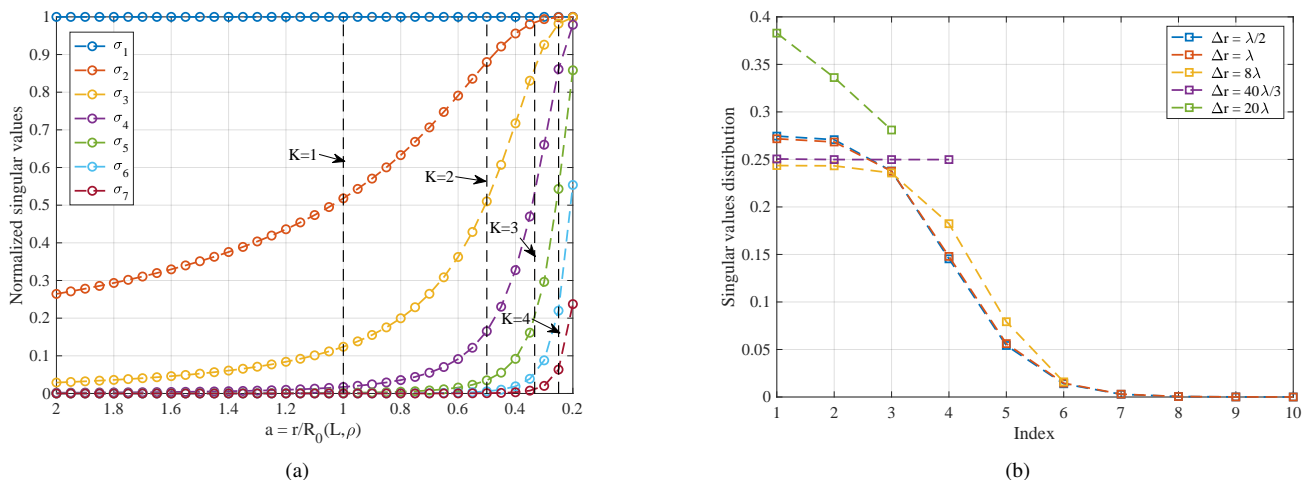 1
0.9
0.8
0.7
0.6
0.5
0.4
0.3
0.2
0.1
0
Normalized singular values
σ1
σ2
σ3
σ4
σ5
σ6
σ7
K=1
K=2
K=3
K=4
2 1.8 1.6 1.4 1.2 1 0.8 0.6 0.4 0.2
a = r/R0(L,ρ)
(a)
0.4
0.35
0.3
0.25
0.2
0.15
0.1
0.05
0
Singular values distribution
Δr = λ/2
Δr = λ
Δr = 8λ
Δr = 40λ/3
Δr = 20λ
1 2 3 4 5 6 7 8 9 10
Index
(b)